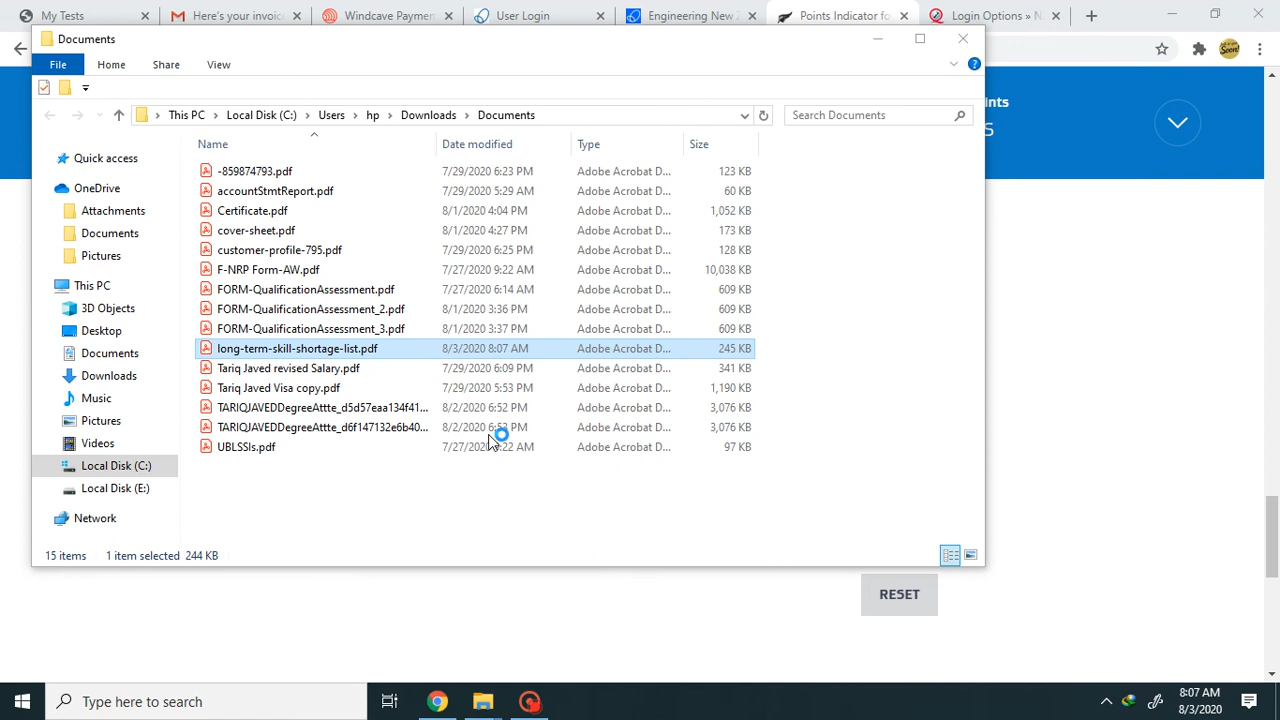 My Tests
Here's your invoic
Windcave Paymen
User Login
Engineering New Z
Points Indicator fo
Login Options » N
Documents
File
Home
Share
View
This PC
Local Disk (C:)
Users
hp
Downloads
Documents
Search Documents
ints
S
Name
Date modified
Type
Size
Quick access
OneDrive
Attachments
Documents
Pictures
This PC
3D Objects
Desktop
Documents
Downloads
Music
Pictures
Videos
Local Disk (C:)
Local Disk (E:)
Network
-859874793.pdf 7/29/2020 6:23 PM Adobe Acrobat D... 123 KB
accountStmtReport.pdf 7/29/2020 5:29 AM Adobe Acrobat D... 60 KB
Certificate.pdf 8/1/2020 4:04 PM Adobe Acrobat D... 1,052 KB
cover-sheet.pdf 8/1/2020 4:27 PM Adobe Acrobat D... 173 KB
customer-profile-795.pdf 7/29/2020 6:25 PM Adobe Acrobat D... 128 KB
F-NRP Form-AW.pdf 7/27/2020 9:22 AM Adobe Acrobat D... 10,038 KB
FORM-QualificationAssessment.pdf 7/27/2020 6:14 AM Adobe Acrobat D... 609 KB
FORM-QualificationAssessment_2.pdf 8/1/2020 3:36 PM Adobe Acrobat D... 609 KB
FORM-QualificationAssessment_3.pdf 8/1/2020 3:37 PM Adobe Acrobat D... 609 KB
long-term-skill-shortage-list.pdf 8/3/2020 8:07 AM Adobe Acrobat D... 245 KB
Tariq Javed revised Salary.pdf 7/29/2020 6:09 PM Adobe Acrobat D... 341 KB
Tariq Javed Visa copy.pdf 7/29/2020 5:53 PM Adobe Acrobat D... 1,190 KB
TARIQJAVEDDegreeAttte_d5d57eaa134f41... 8/2/2020 6:52 PM Adobe Acrobat D... 3,076 KB
TARIQJAVEDDegreeAttte_d6f147132e6b40... 8/2/2020 PM Adobe Acrobat D... 3,076 KB
UBLSSIs.pdf 7/27/2020 :22 AM Adobe Acrobat D... 97 KB
15 items 1 item selected 244 KB
RESET
Type here to search
8:07 AM
8/3/2020